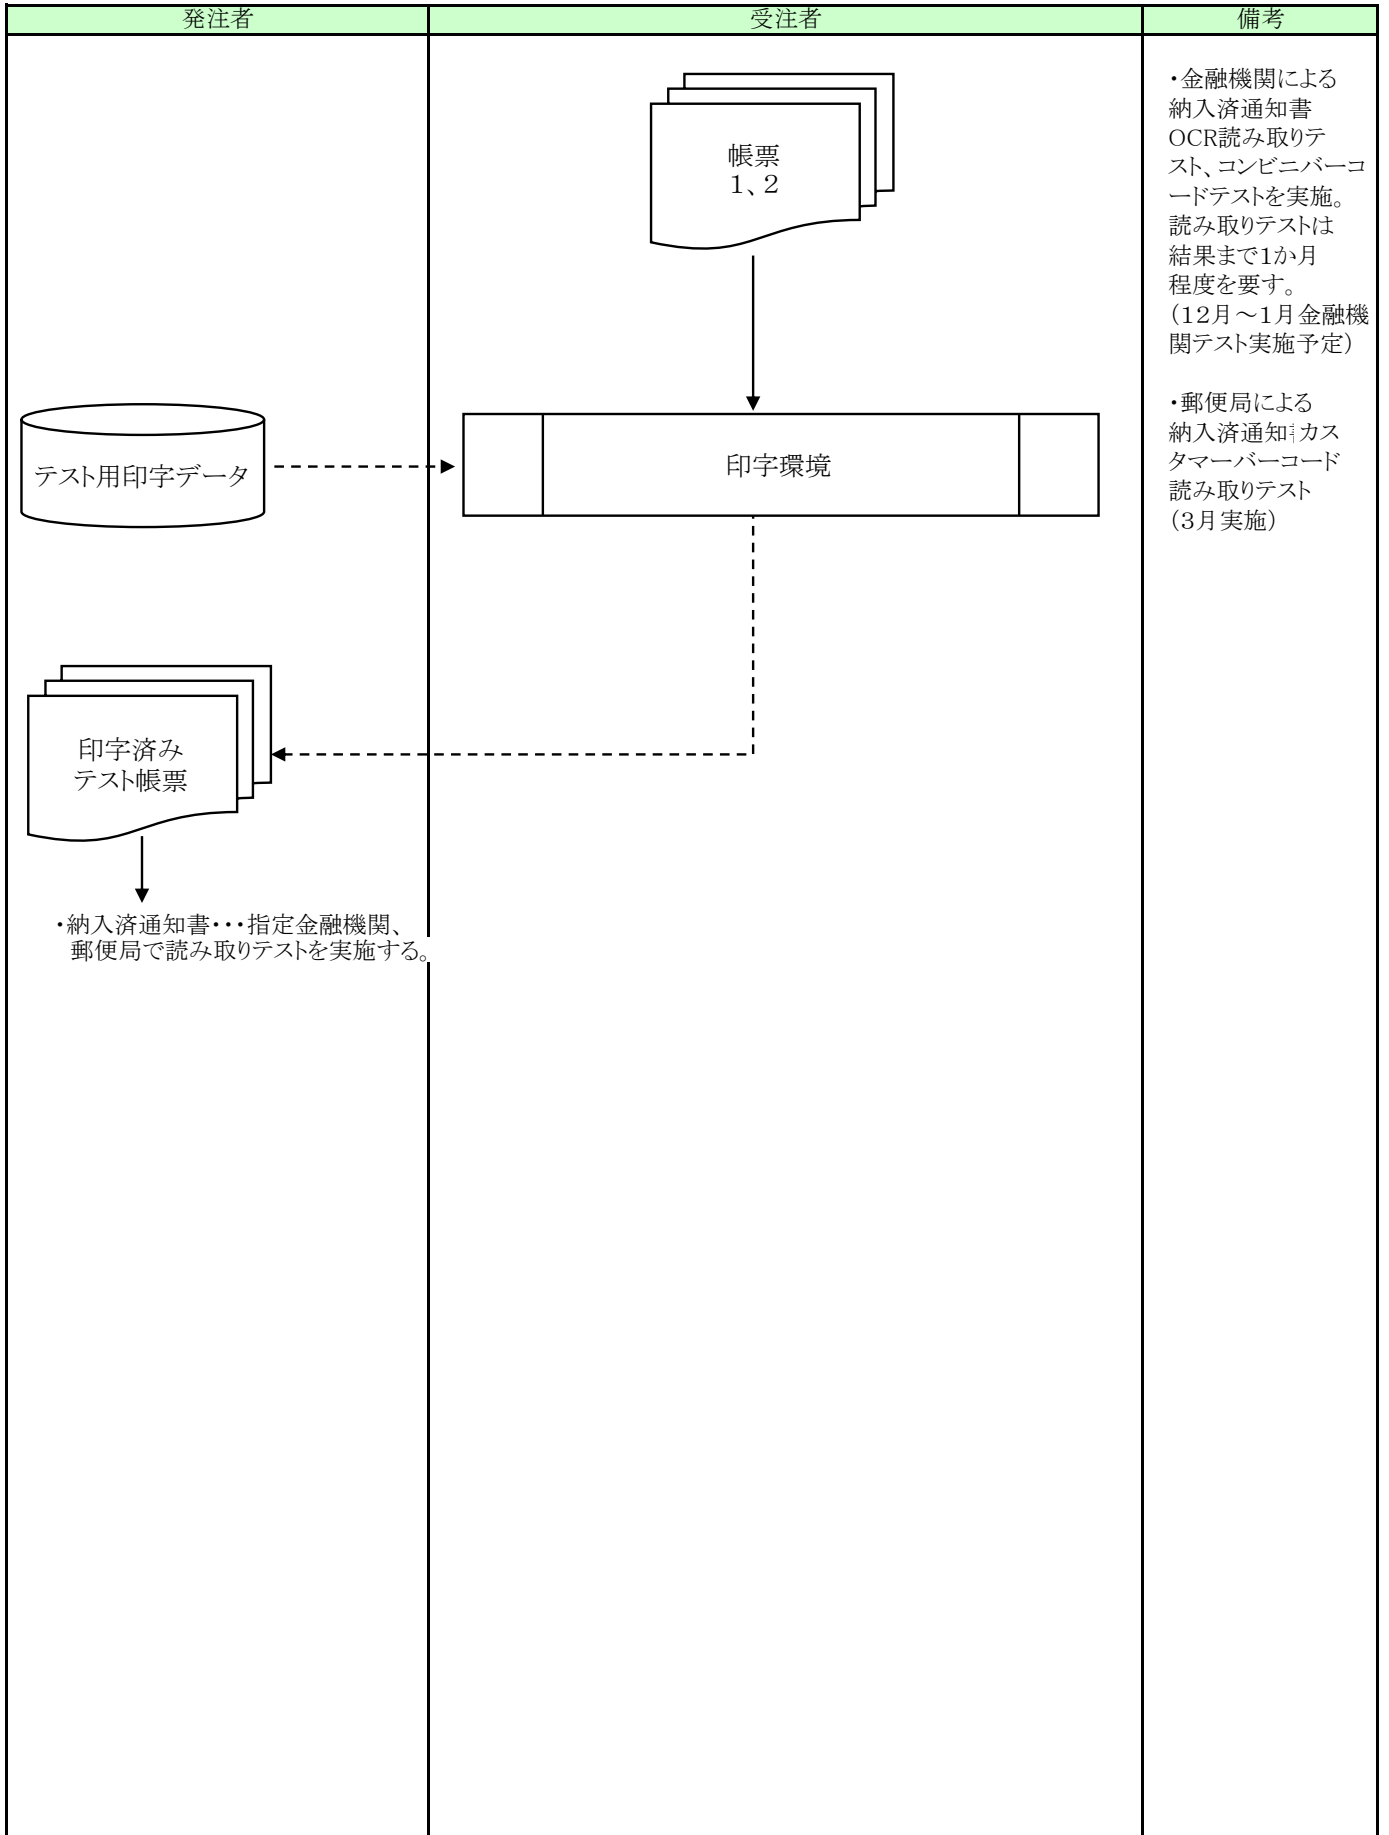 発注者
受注者
備考
帳票
１、２
テスト用印字データ
印字環境
印字済み
テスト帳票
・納入済通知書・・・指定金融機関、
郵便局で読み取りテストを実施する。
・金融機関による
納入済通知書
OCR読み取りテ
スト、コンビニバーコ
ードテストを実施。
読み取りテストは
結果まで１か月
程度を要す。
（１２月～１月金融機
関テスト実施予定）
・郵便局による
納入済通知 カス
タマーバーコード
読み取りテスト
（３月実施）